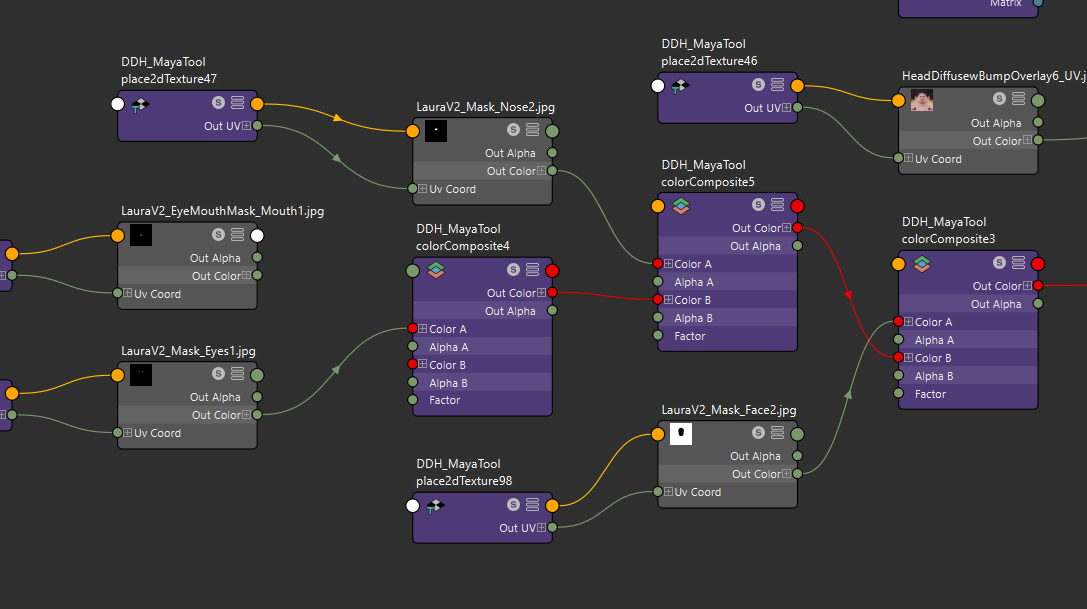 Matrix
DDH_MayaTool
place2dTexture47
S
Out UV
LauraV2_Mask_Nose2.jpg
S
Out Alpha
Out Color
Uv Coord
DDH_MayaTool
place2dTexture46
S
Out UV
HeadDiffusewBumpOverlay6_UV.j
S
Out Alpha
Out Color
Uv Coord
LauraV2_EyeMouthMask_Mouth1.jpg
S
Out Alpha
Out Color
Uv Coord
DDH_MayaTool
colorComposite4
S
Out Color
Out Alpha
Color A
Alpha A
Color B
Alpha B
Factor
DDH_MayaTool
colorComposite5
S
Out Color
Out Alpha
Color A
Alpha A
Color B
Alpha B
Factor
DDH_MayaTool
colorComposite3
S
Out Color
Out Alpha
Color A
Alpha A
Color B
Alpha B
Factor
LauraV2_Mask_Eyes1.jpg
S
Out Alpha
Out Color
Uv Coord
LauraV2_Mask_Face2.jpg
S
Out Alpha
Out Color
Uv Coord
DDH_MayaTool
place2dTexture98
S
Out UV